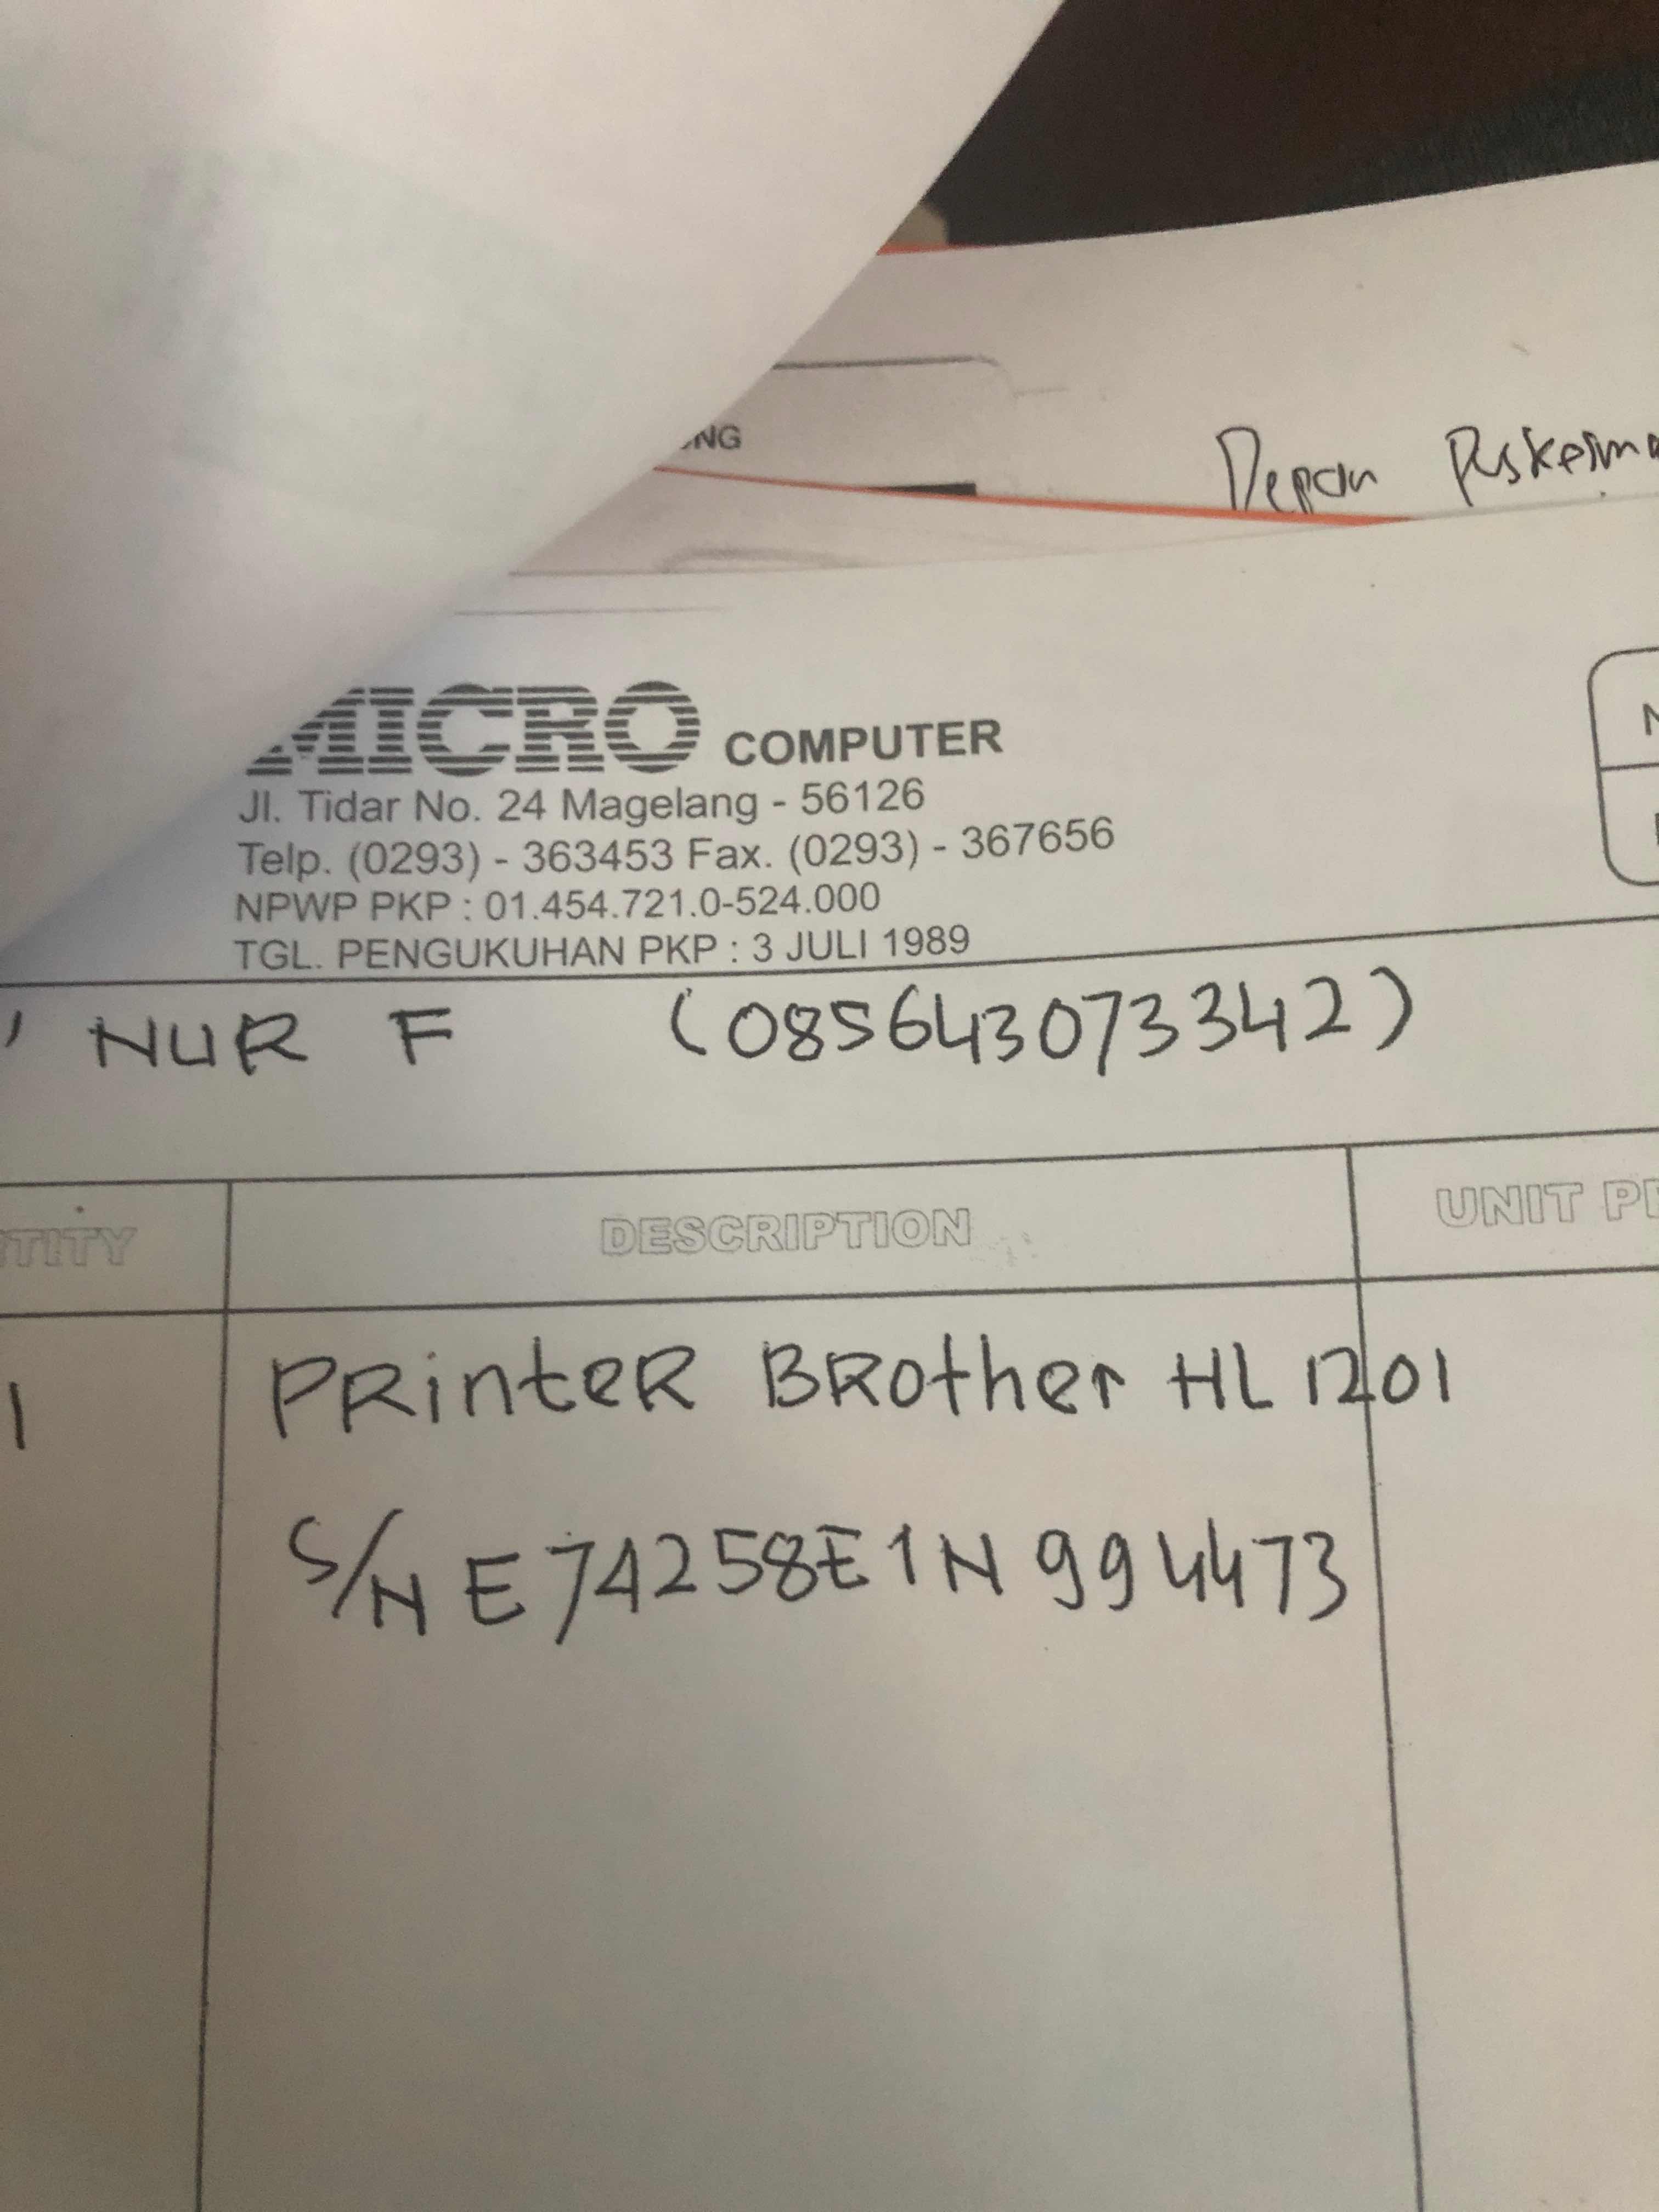 NG
Depan
MICRO COMPUTER
Jl. Tidar No. 24 Magelang - 56126
Telp. (0293) - 363453 Fax. (0293) - 367656
NPWP PKP : 01.454.721.0-524.000
TGL. PENGUKUHAN PKP : 3 JULI 1989
NUR F (085643073342)
TITY DESCRIPTION UNIT
1 PRinteR BRother HL 1201
S/N E74258E1N994473